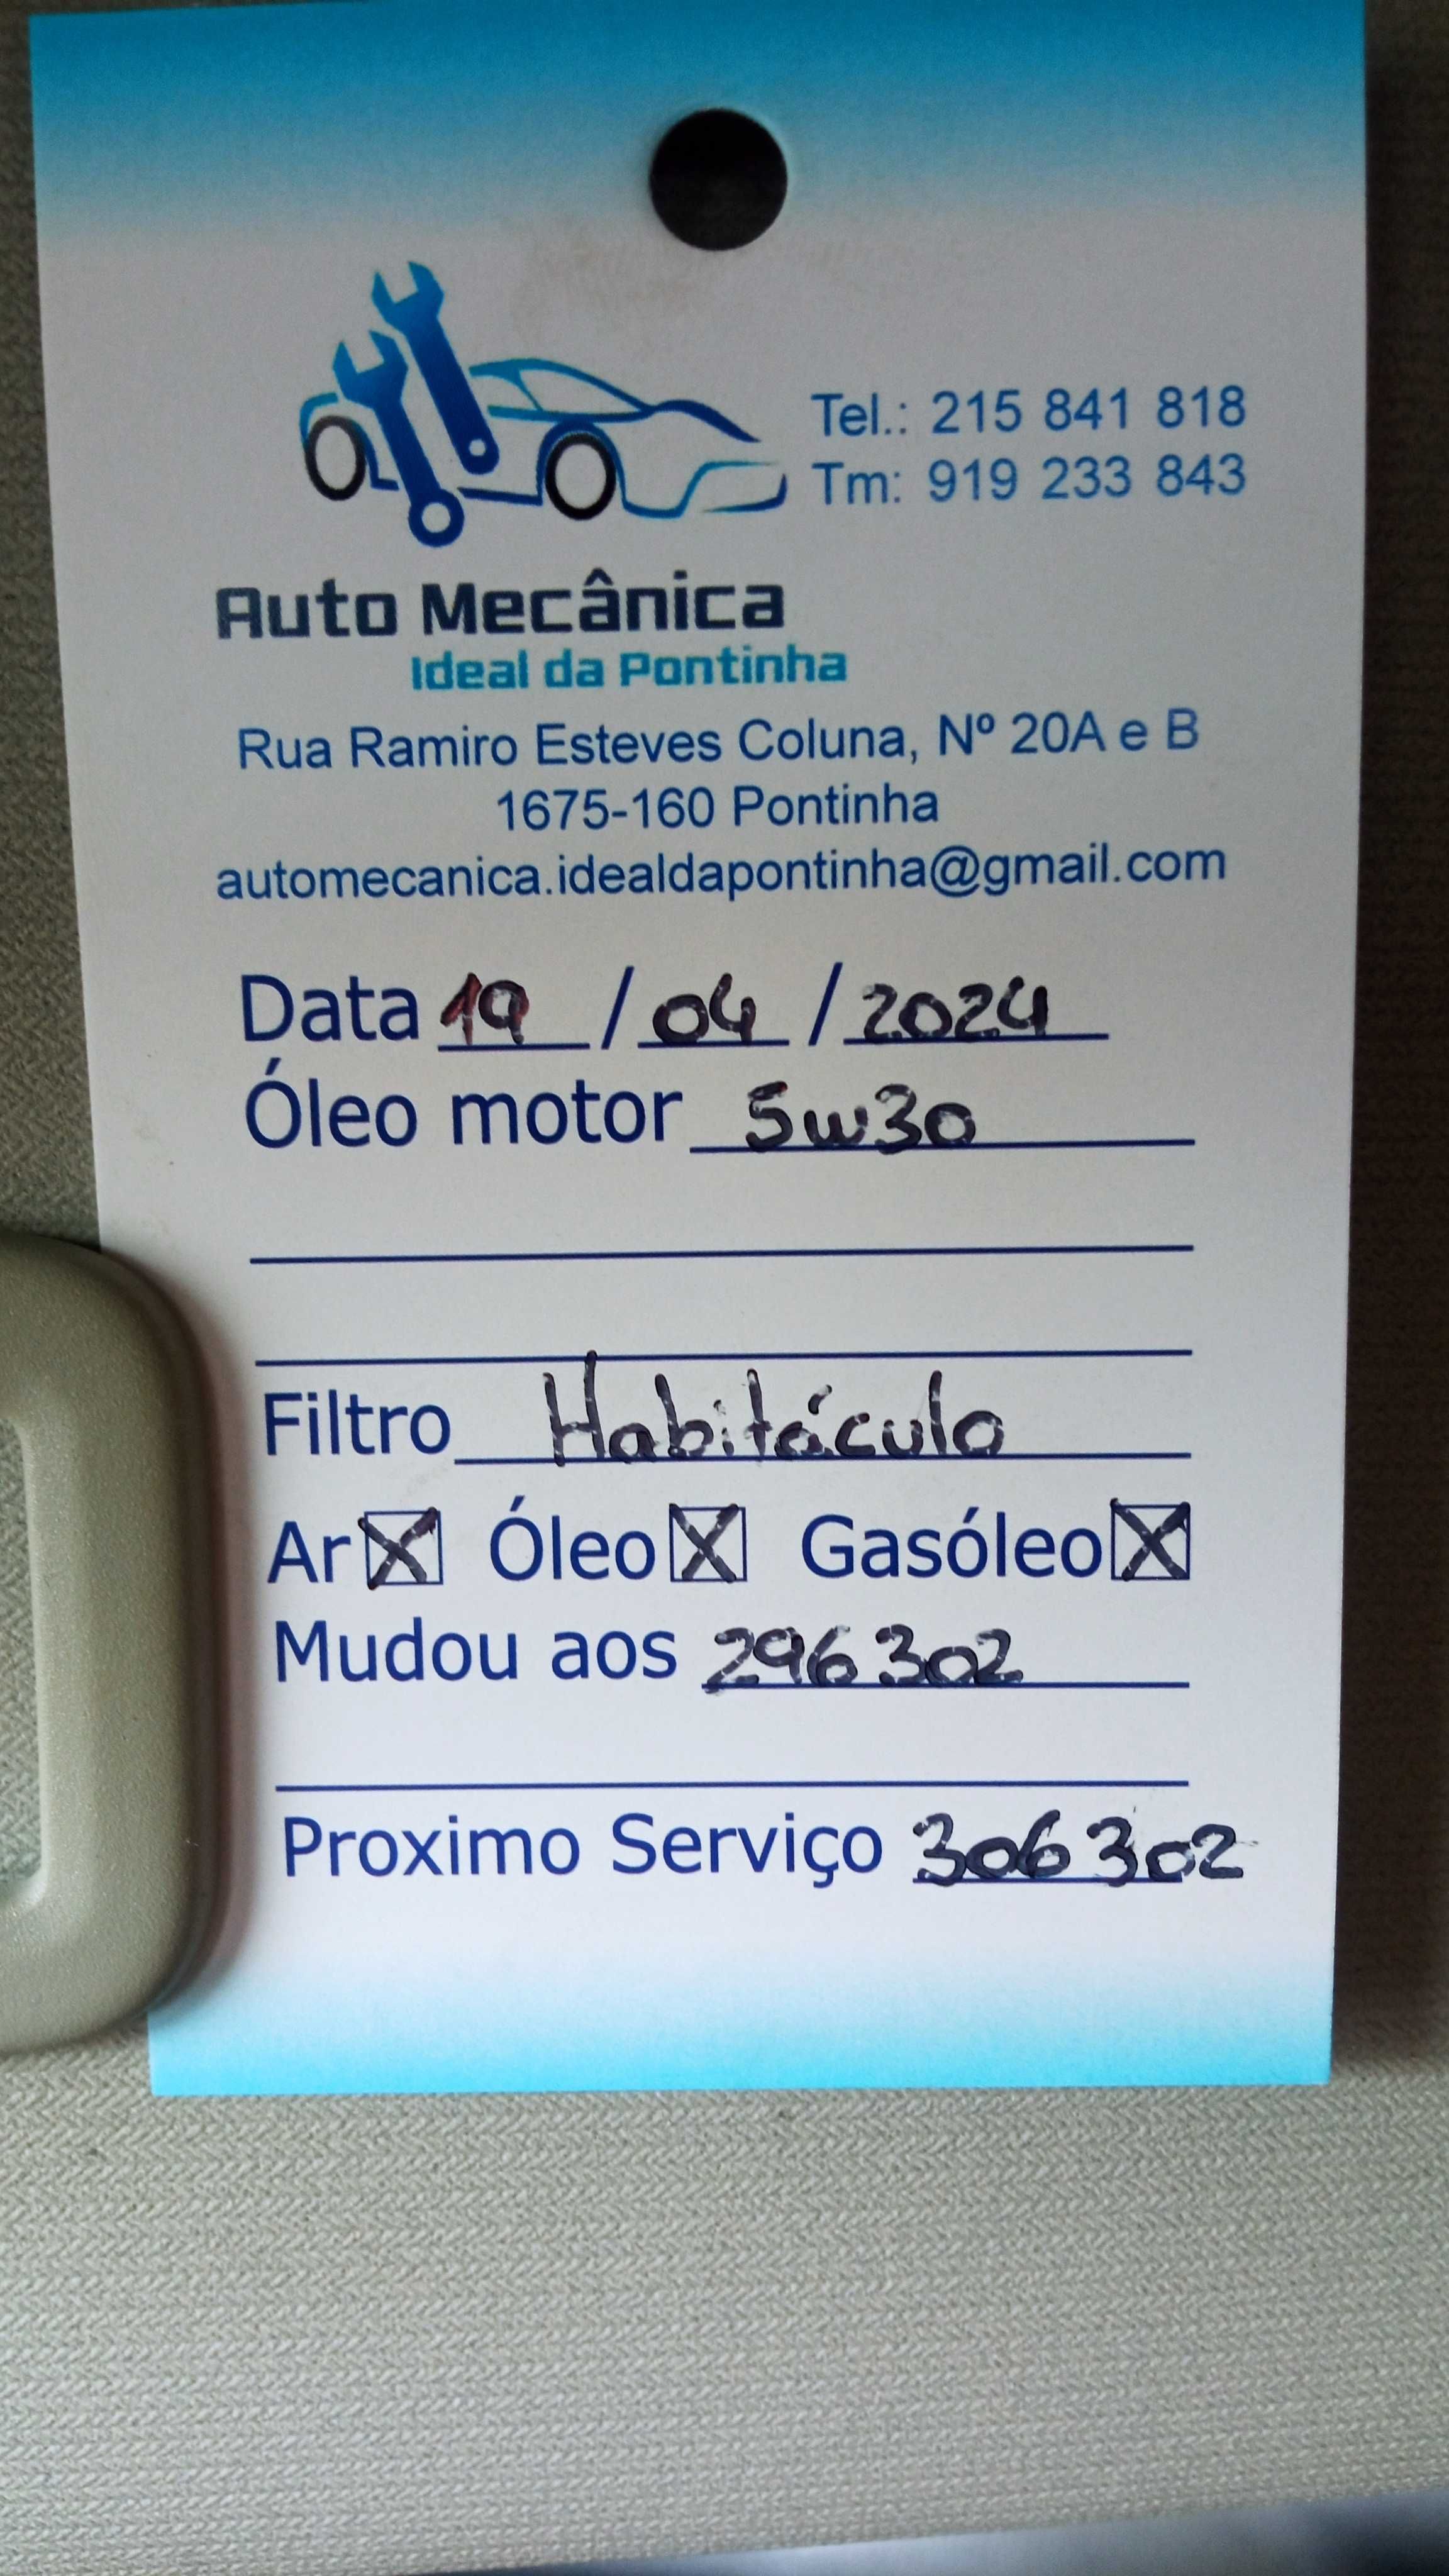 Tel.: 215 841 818
Tm: 919 233 843
Auto Mecânica
Ideal da Pontinha
Rua Ramiro Esteves Coluna, Nº 20A e B
1675-160 Pontinha
automecanica.idealdapontinha@gmail.com
Data 19 / 04 / 2024
Óleo motor 5w30
Filtro Habitáculo
Ar X Óleo X Gasóleo X
Mudou aos 296302
Proximo Serviço 306302